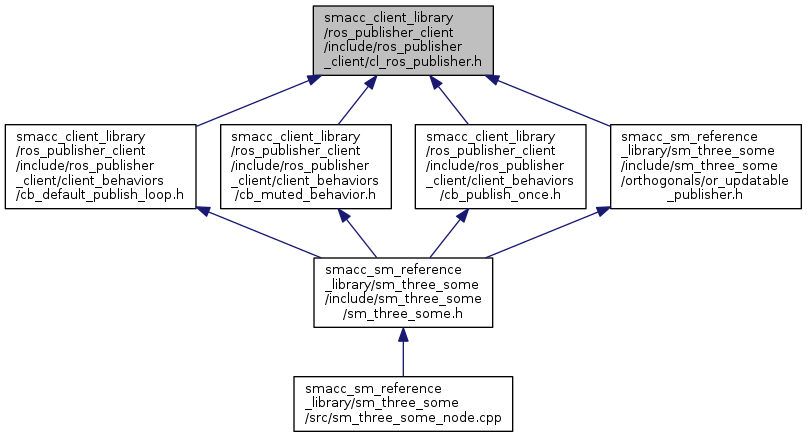 smacc_client_library
/ros_publisher_client
/include/ros_publisher
_client/cl_ros_publisher.h
smacc_client_library
/ros_publisher_client
/include/ros_publisher
_client/client_behaviors
/cb_default_publish_loop.h
smacc_client_library
/ros_publisher_client
/include/ros_publisher
_client/client_behaviors
/cb_muted_behavior.h
smacc_client_library
/ros_publisher_client
/include/ros_publisher
_client/client_behaviors
/cb_publish_once.h
smacc_sm_reference
_library/sm_three_some
/include/sm_three_some
/orthogonals/or_updatable
_publisher.h
smacc_sm_reference
_library/sm_three_some
/include/sm_three_some
/sm_three_some.h
smacc_sm_reference
_library/sm_three_some
/src/sm_three_some_node.cpp